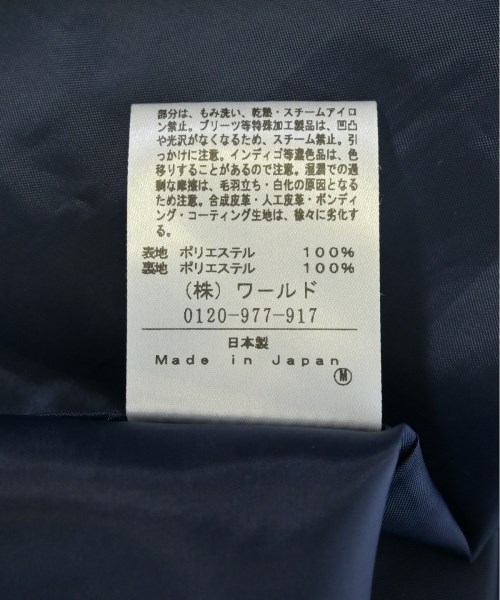 部分は、もみ洗い、乾熱・スチームアイロ
ン禁止。プリーツ等特殊加工製品は、凹凸
や光沢がなくなるため、スチーム禁止。引
っかけに注意。インディゴ等濃色品は、色
移りすることがあるので注意。湿潤での過
剰な摩擦は、毛羽立ち・白化の原因となる
ため注意。合成皮革・人工皮革・ボンディ
ング・コーティング生地は、徐々に劣化す
る。
表地 ポリエステル 100%
裏地 ポリエステル 100%
(株) ワールド
0120-977-917
日本製
Made in Japan
M